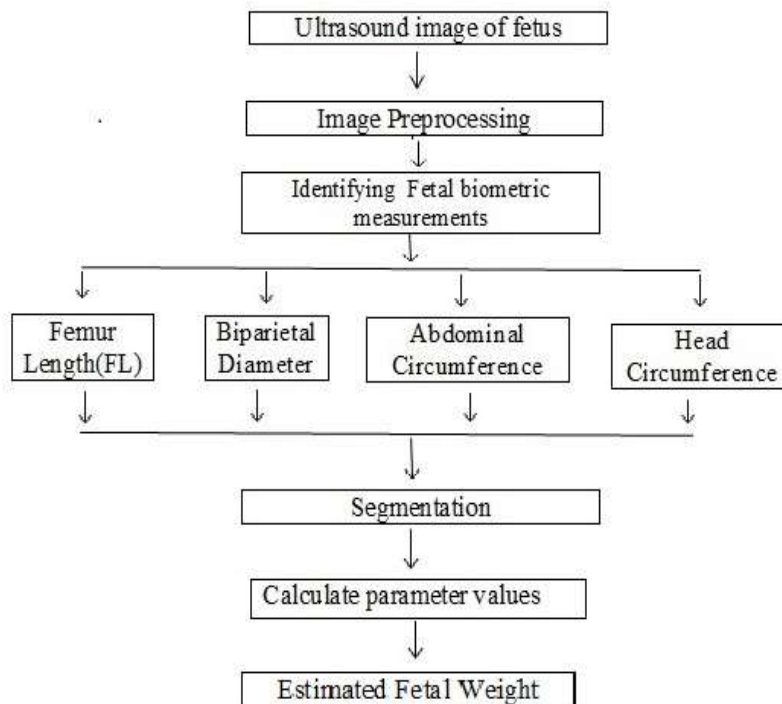 Ultrasound image of fetus
Image Preprocessing
Identifying Fetal biometric
measurements
Femur
Length(FL)
Biparietal
Diameter
Abdominal
Circumference
Head
Circumference
Segmentation
Calculate parameter values
Estimated Fetal Weight